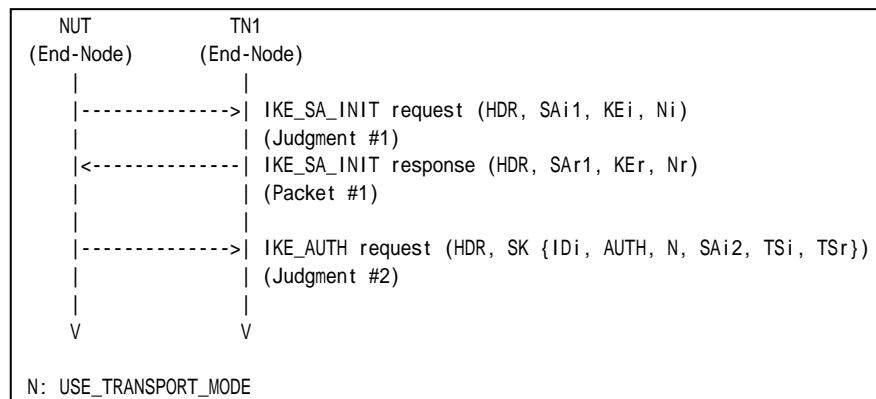 NUT TN1
(End-Node) (End-Node)
| |
|-------------->| IKE_SA_INIT request (HDR, SAi1, KEi, Ni)
| | (Judgment #1)
|<--------------| IKE_SA_INIT response (HDR, SAr1, KEr, Nr)
| | (Packet #1)
| |
|-------------->| IKE_AUTH request (HDR, SK {IDi, AUTH, N, SAi2, TSi, TSr})
| | (Judgment #2)
| |
V V
N: USE_TRANSPORT_MODE